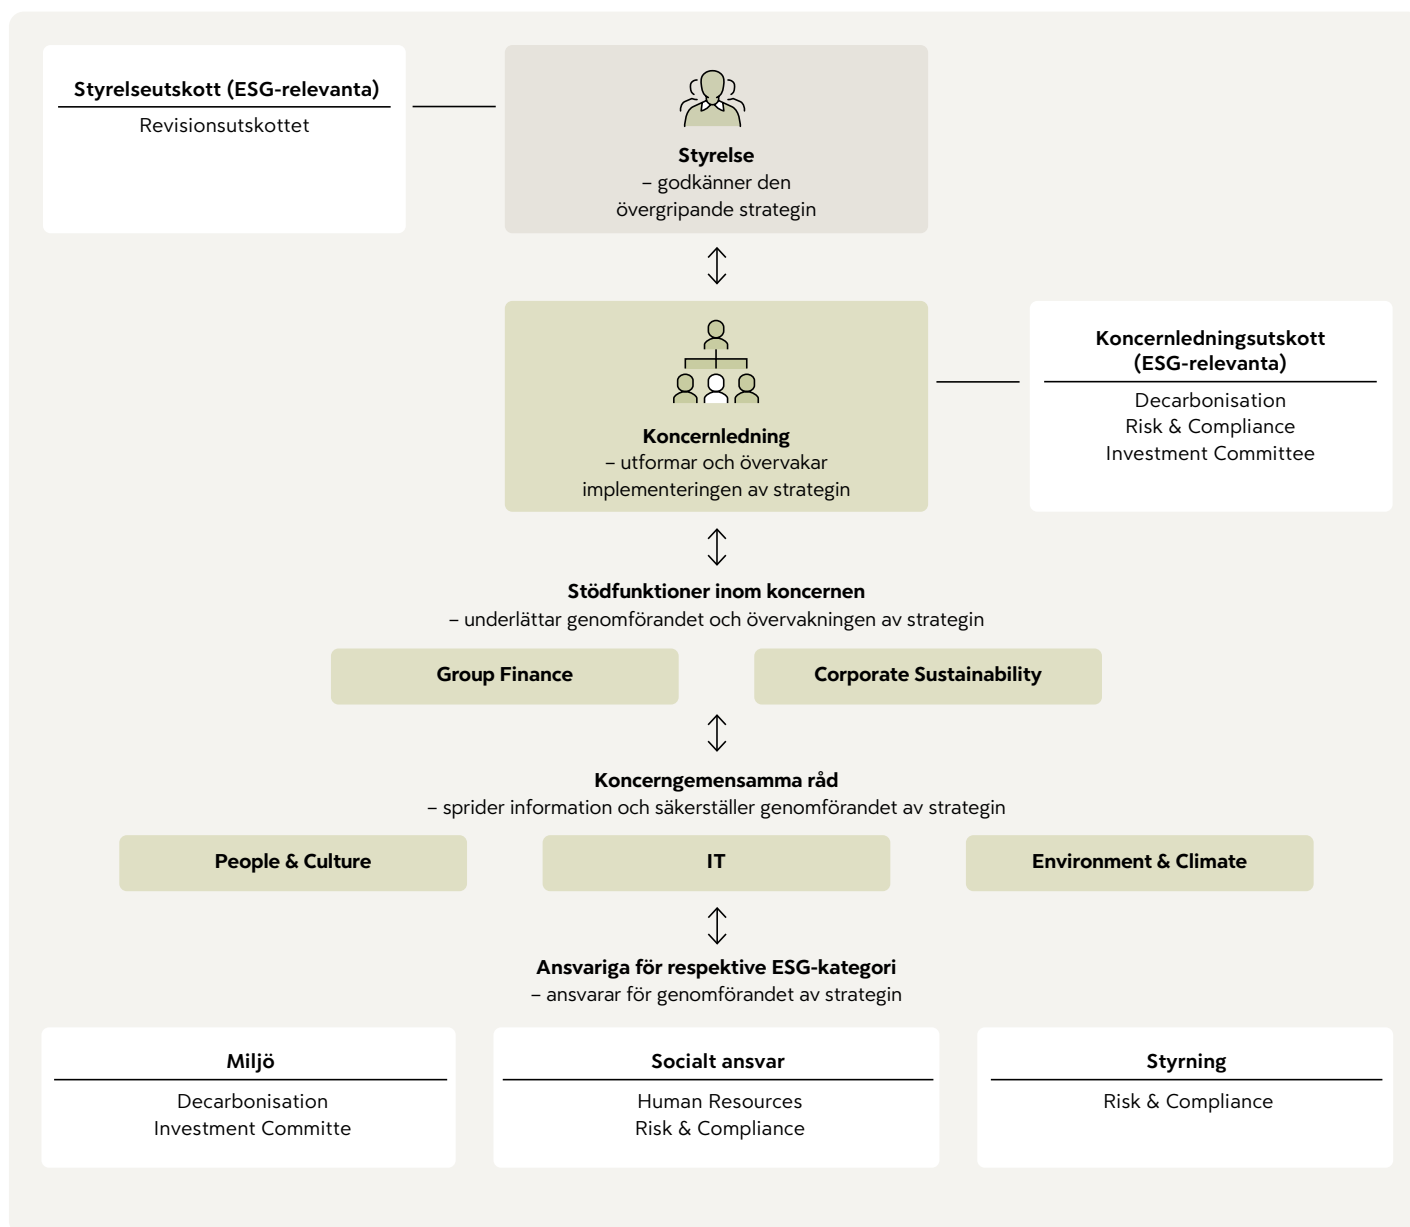 Styrelseutskott (ESG-relevanta)
Revisionsutskottet
Styrelse
– godkänner den
övergripande strategin
Koncernledning
– utformar och övervakar
implementeringen av strategin
Koncernledningsutskott
(ESG-relevanta)
Decarbonisation
Risk & Compliance
Investment Committee
Stödfunktioner inom koncernen
– underlättar genomförandet och övervakningen av strategin
Group Finance
Corporate Sustainability
Koncerngemensamma råd
– sprider information och säkerställer genomförandet av strategin
People & Culture
IT
Environment & Climate
Ansvariga för respektive ESG-kategori
– ansvarar för genomförandet av strategin
Miljö
Decarbonisation
Investment Committe
Socialt ansvar
Human Resources
Risk & Compliance
Styrning
Risk & Compliance